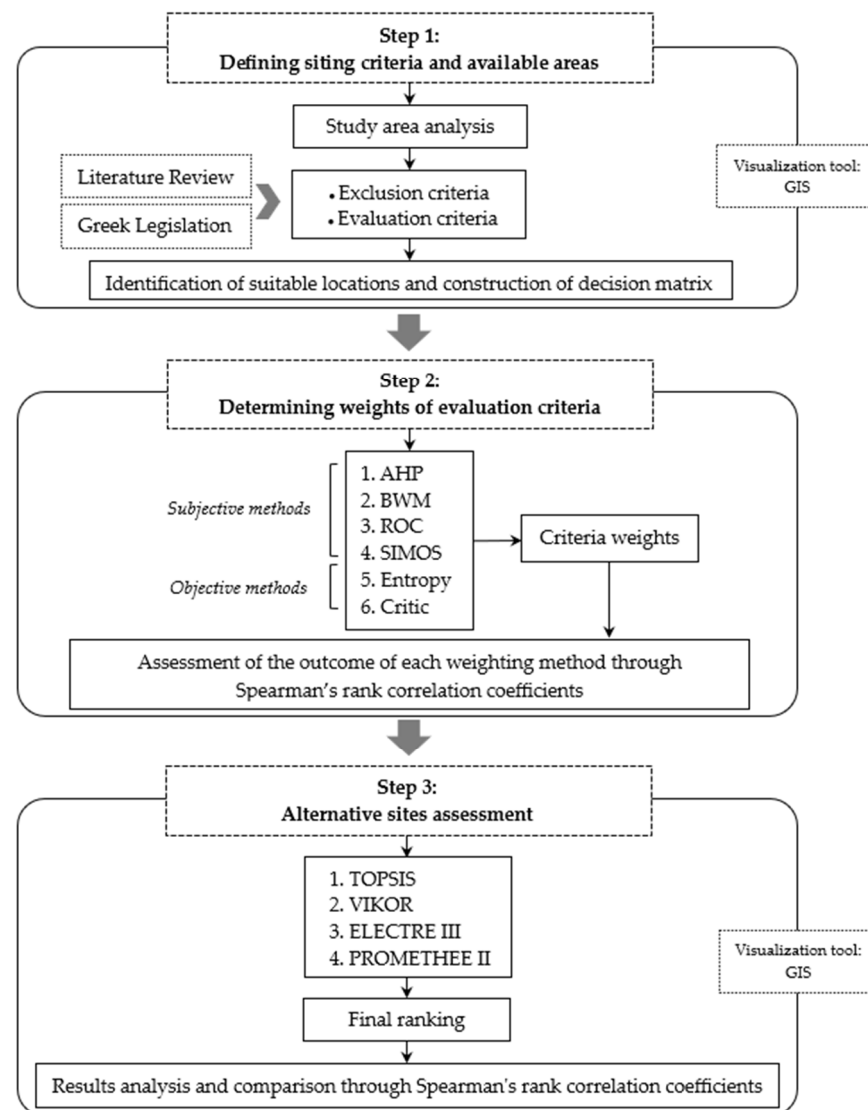 Step 1:
Defining siting criteria and available areas
Study area analysis
Literature Review
Greek Legislation
• Exclusion criteria
• Evaluation criteria
Visualization tool:
GIS
Identification of suitable locations and construction of decision matrix
Step 2:
Determining weights of evaluation criteria
Subjective methods
Objective methods
1. AHP
2. BWM
3. ROC
4. SIMOS
5. Entropy
6. Critic
Criteria weights
Assessment of the outcome of each weighting method through
Spearman's rank correlation coefficients
Step 3:
Alternative sites assessment
1. TOPSIS
2. VIKOR
3. ELECTRE III
4. PROMETHEE II
Visualization tool:
GIS
Final ranking
Results analysis and comparison through Spearman's rank correlation coefficients